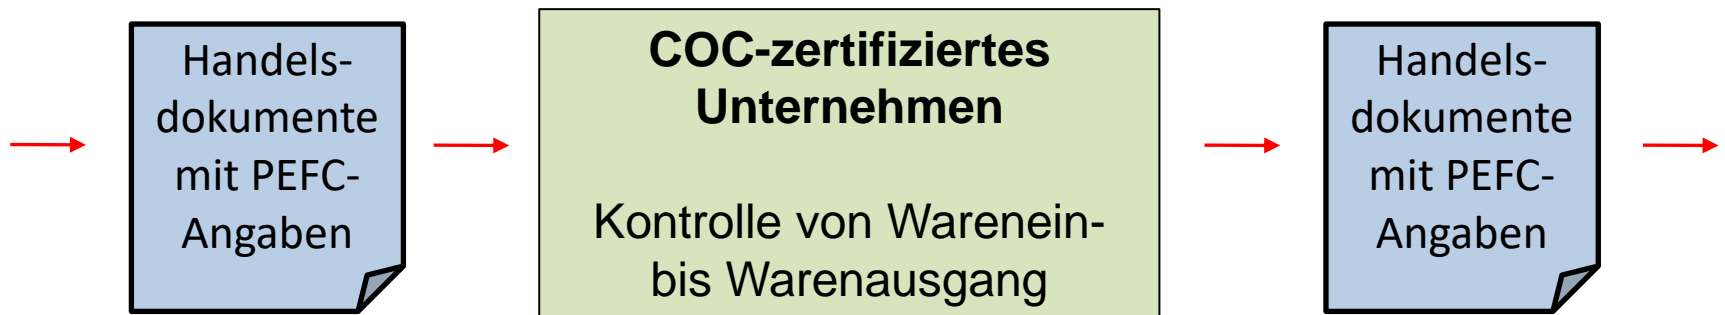 Handels-
dokumente
mit PEFC-
Angaben
COC-zertifiziertes
Unternehmen
Kontrolle von Warenein-
bis Warenausgang
Handels-
dokumente
mit PEFC-
Angaben